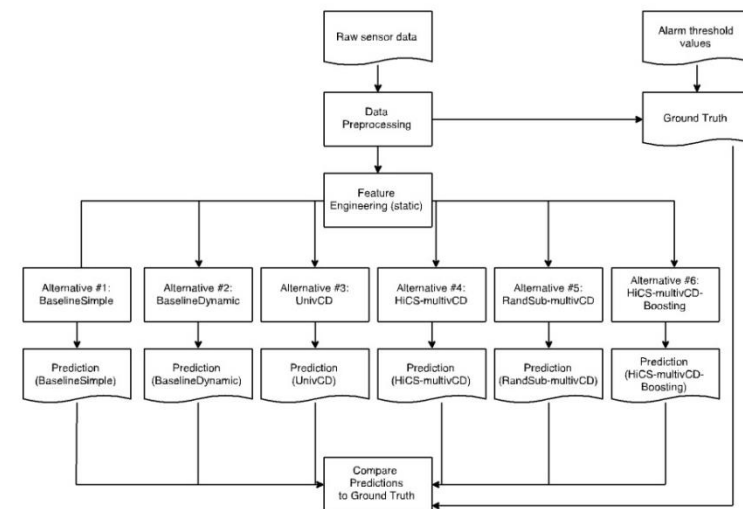 Raw sensor data
Alarm threshold
values
Data
Preprocessing
Ground Truth
Feature
Engineering (static)
Alternative #1:
BaselineSimple
Alternative #2:
BaselineDynamic
Alternative #3:
UnivCD
Alternative #4:
HiCS-multivCD
Alternative #5:
RandSub-multivCD
Alternative #6:
HiCS-multivCD-
Boosting
Prediction
(BaselineSimple)
Prediction
(BaselineDynamic)
Prediction
(UnivCD)
Prediction
(HiCS-multivCD)
Prediction
(RandSub-multivCD)
Prediction
(HiCS-multivCD-
Boosting)
Compare
Predictions
to Ground Truth